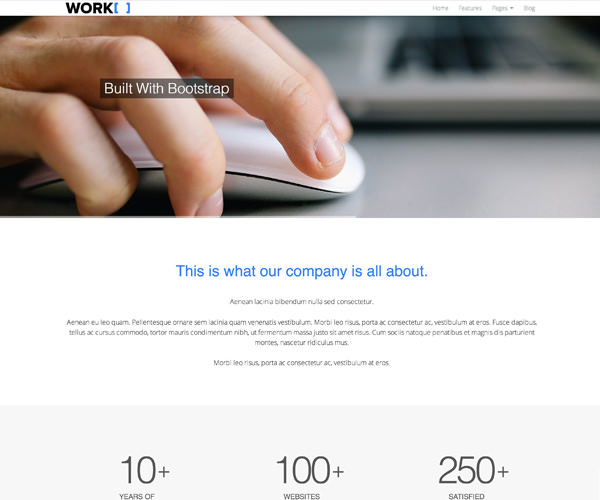 WORK[ ]
Home Features Pages Blog
Built With Bootstrap
This is what our company is all about.
Aenean lacinia bibendum nulla sed consectetur.
Aenean eu leo quam. Pellentesque ornare sem lacinia quam venenatis vestibulum. Morbi leo risus, porta ac consectetur ac, vestibulum at eros. Fusce dapibus,
tellus ac cursus commodo, tortor mauris condimentum nibh, ut fermentum massa justo sit amet risus. Cum sociis natoque penatibus et magnis dis parturient
montes, nascetur ridiculus mus.
Morbi leo risus, porta ac consectetur ac, vestibulum at eros
10+ 100+ 250+
YEARS OF WEBSITES SATISFIED